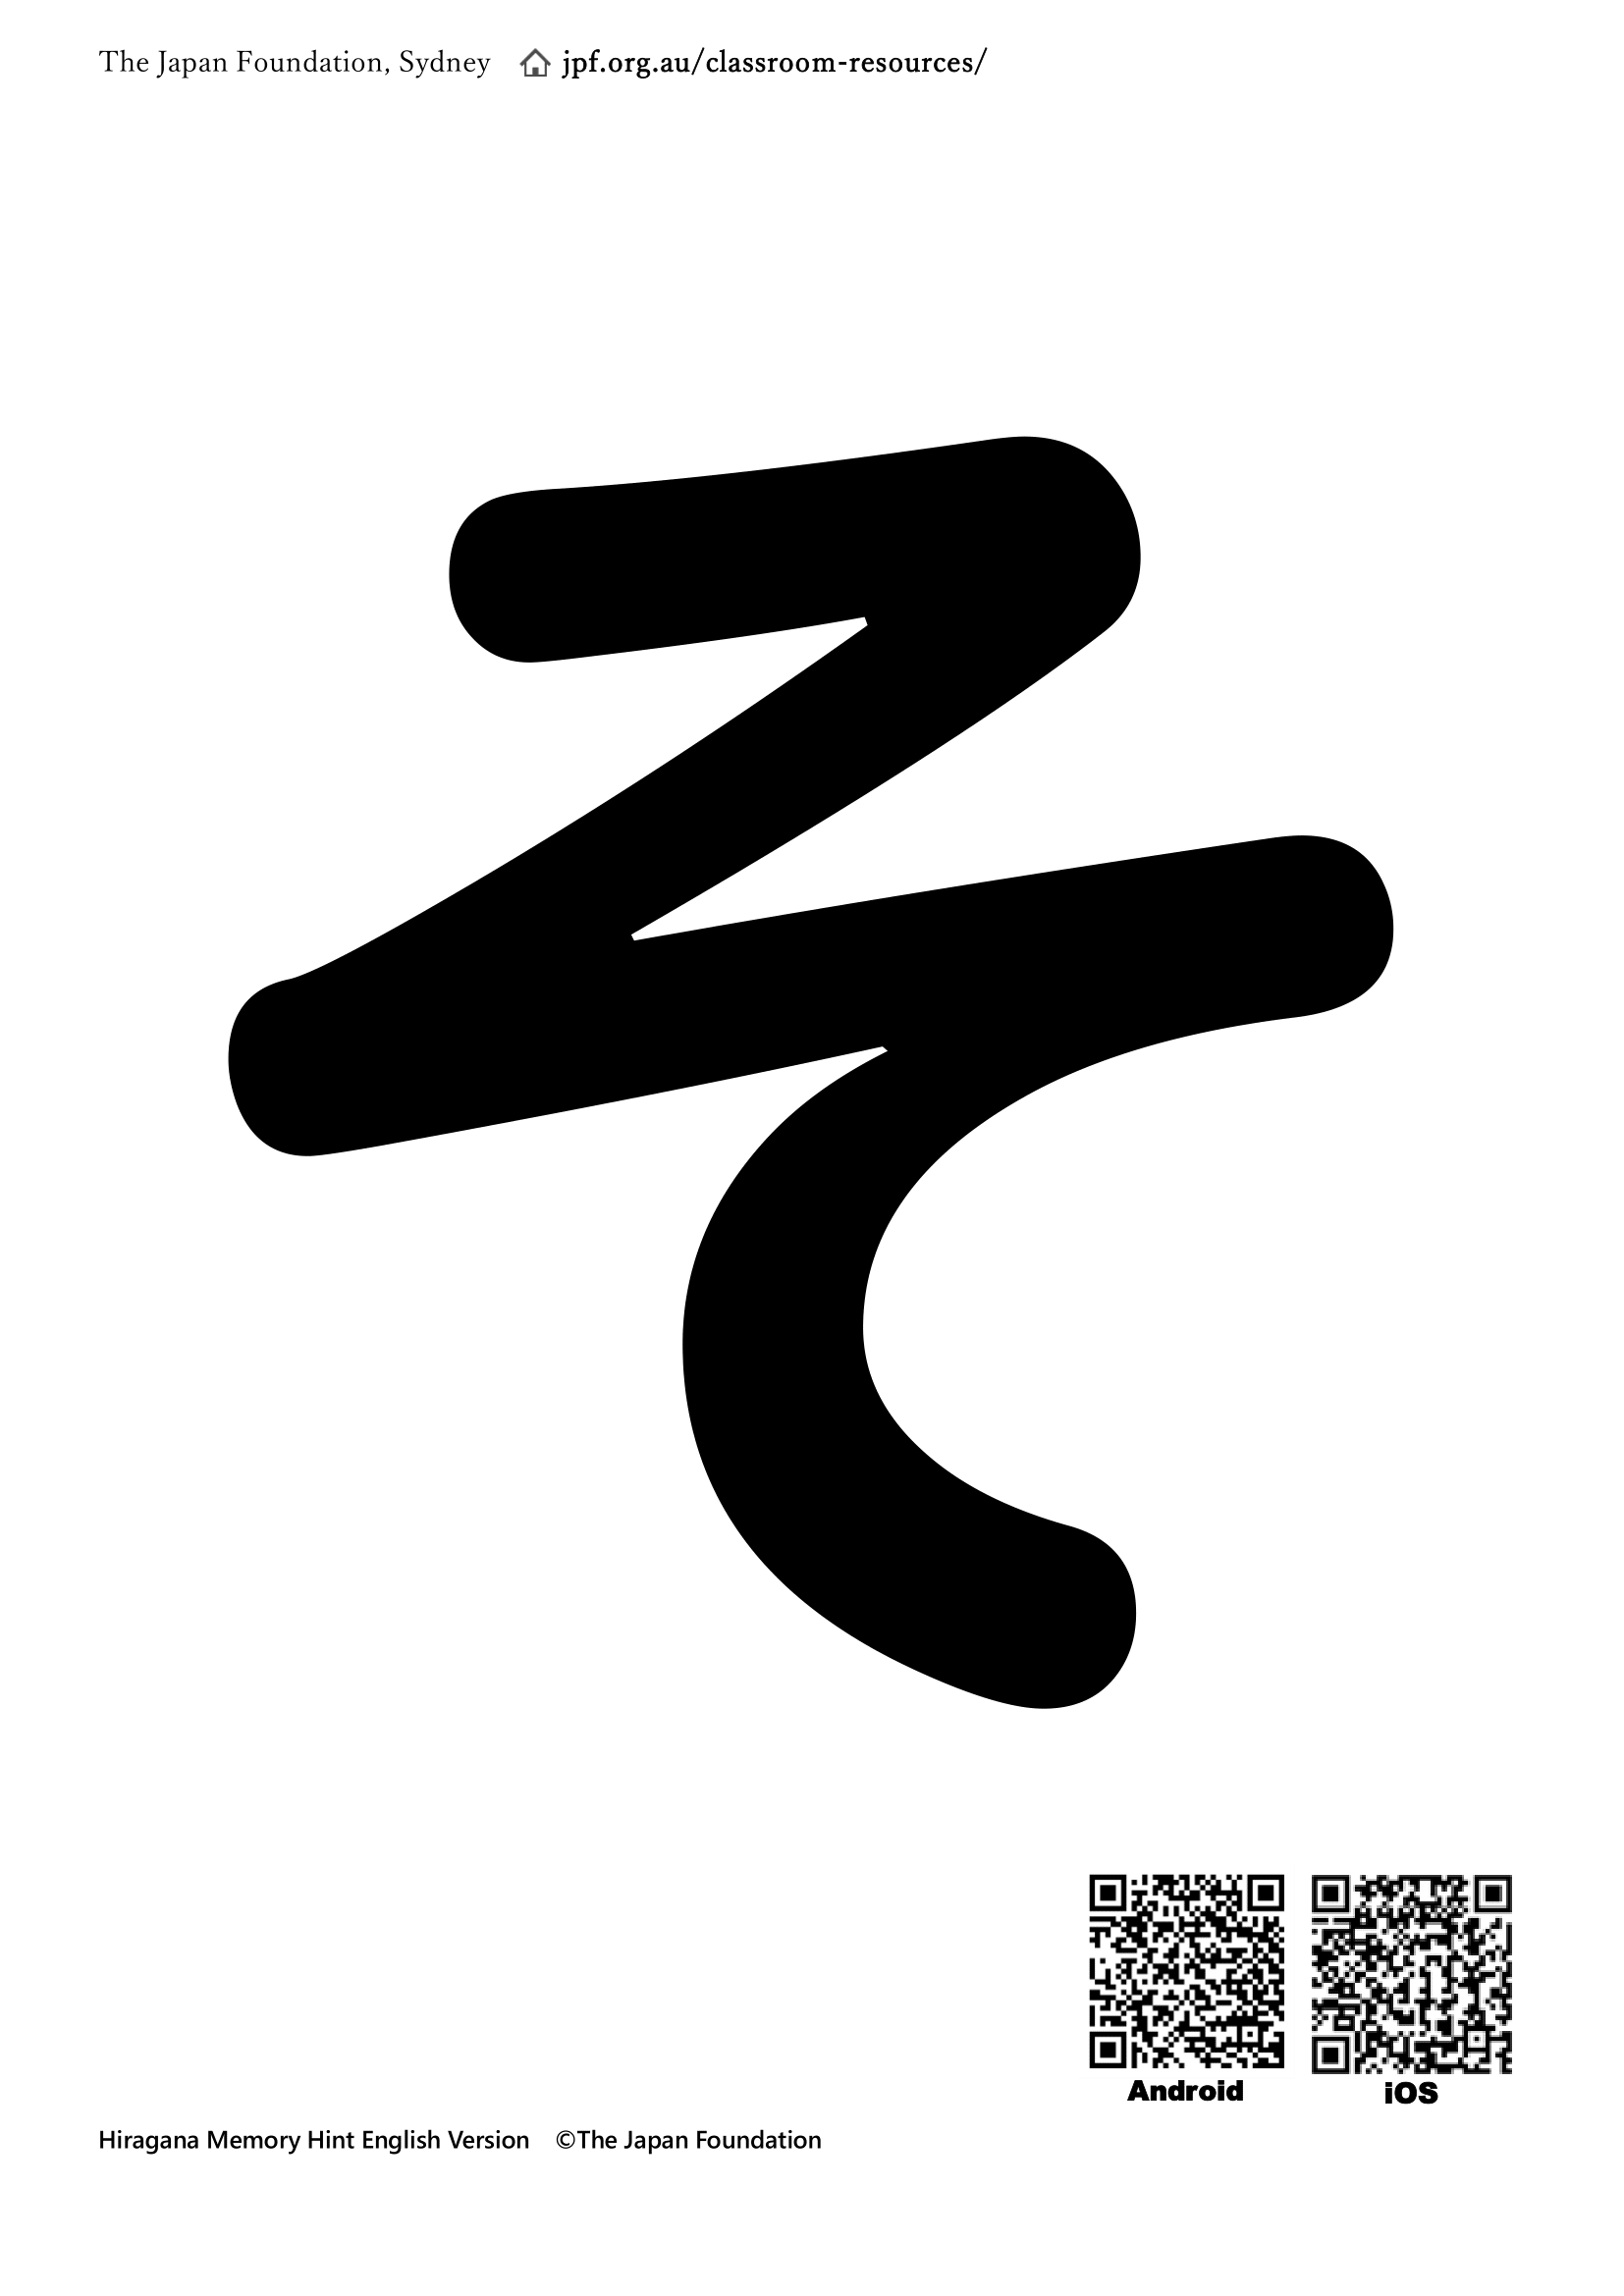 The Japan Foundation, Sydney jpf.org.au/classroom-resources/
そ
Android iOS
Hiragana Memory Hint English Version ©The Japan Foundation